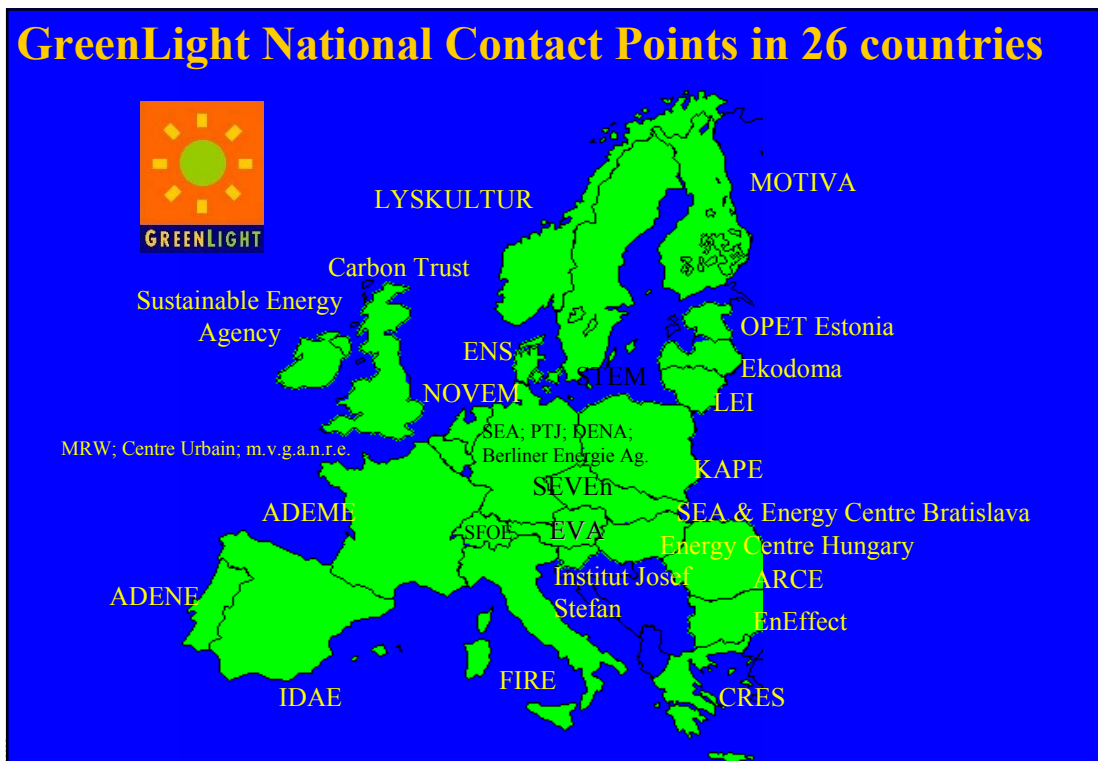 GreenLight National Contact Points in 26 countries
GREENLIGHT
MOTIVA
LYSKULTUR
Carbon Trust
Sustainable Energy
Agency
OPET Estonia
ENS
Ekodoma
STEM
NOVEM
LEI
SEA; PTJ; DENA;
Berliner Energie Ag.
MRW; Centre Urbain; m.v.g.a.n.r.e.
KAPE
SEVEn
ADEME
SEA & Energy Centre Bratislava
SFOE
EVA
Energy Centre Hungary
Institut Josef
Stefan
ARCE
ADENE
EnEffect
FIRE
IDAE
CRES